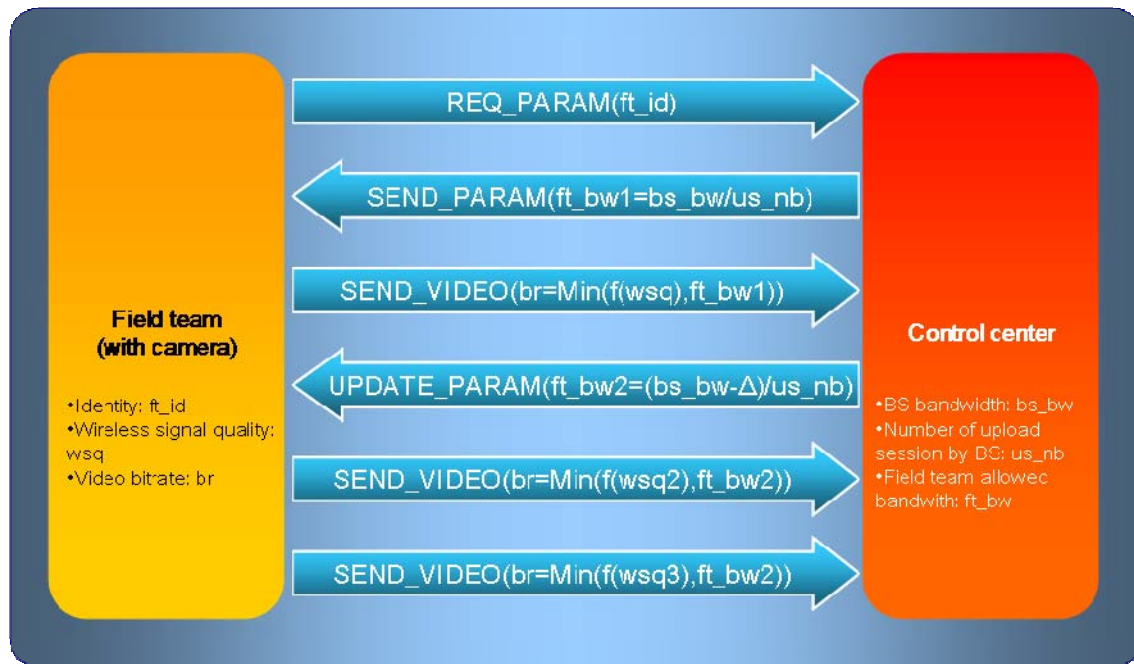 REQ_PARAM(ft_id)
SEND_PARAM(ft_bw1=bs_bw/us_nb)
SEND_VIDEO(br=Min(f(wsq),ft_bw1))
UPDATE_PARAM(ft_bw2=(bs_bw-Δ)/us_nb)
SEND_VIDEO(br=Min(f(wsq2),ft_bw2))
SEND_VIDEO(br=Min(f(wsq3),ft_bw2))
Field team
(with camera)
•Identity: ft_id
•Wireless signal quality:
wsq
•Video bitrate: br
Control center
•BS bandwidth: bs_bw
•Number of upload
session by BS: us_nb
•Field team allowed
bandwith: ft_bw